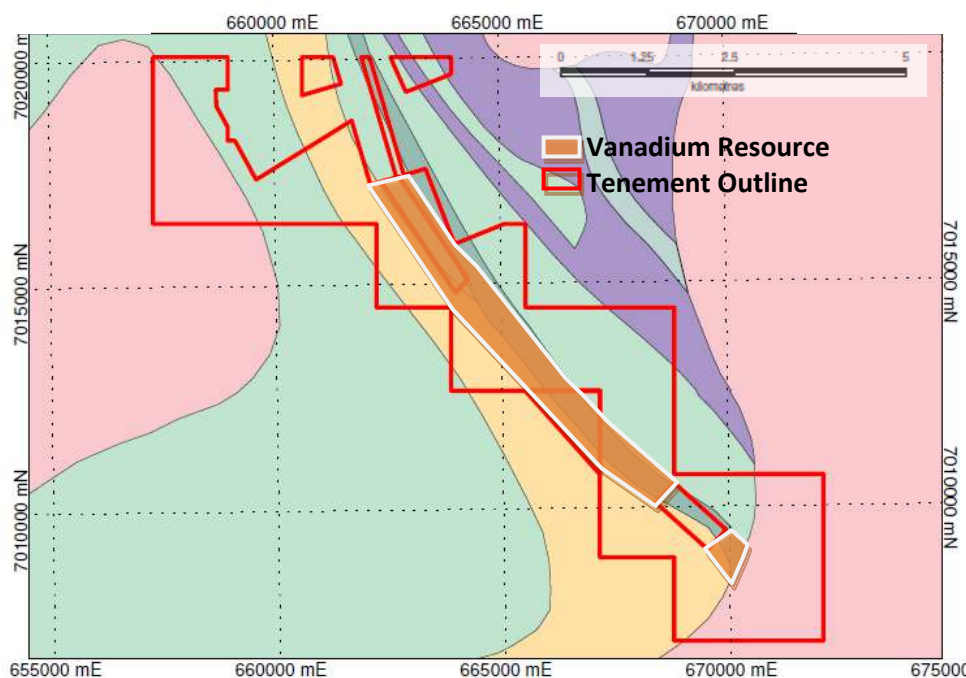 660000 mE 665000 mE 670000 mE
0 1.25 2.5 5
kilometres
Vanadium Resource
Tenement Outline
7020000 m
7015000 mN
7010000 mN
7015000 mN
7010000 mN
655000 mE 660000 mE 665000 mE 670000 mE 675000